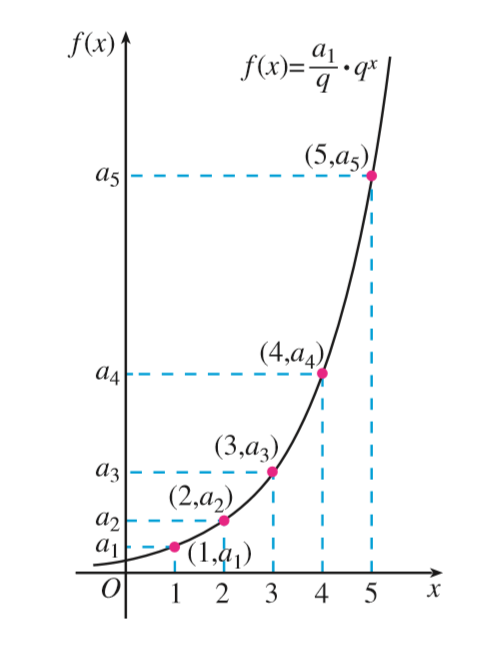 f(x)
f(x)=a₁/q·qˣ
(5,a₅)
a₅
(4,a₄)
a₄
(3,a₃)
a₃
(2,a₂)
a₂
a₁
(1,a₁)
O 1 2 3 4 5 x